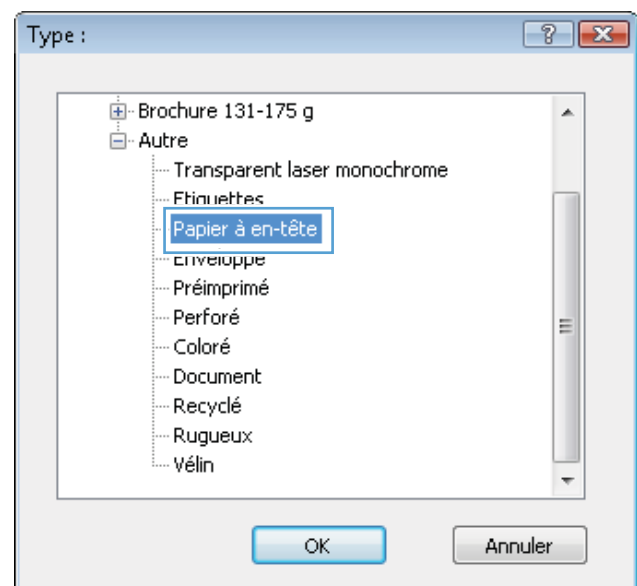 Type :
Brochure 131-175 g
Autre
Transparent laser monochrome
Etiquettes
Papier à en-tête
Enveloppe
Préimprimé
Perforé
Coloré
Document
Recyclé
Rugueux
Vélin
OK
Annuler